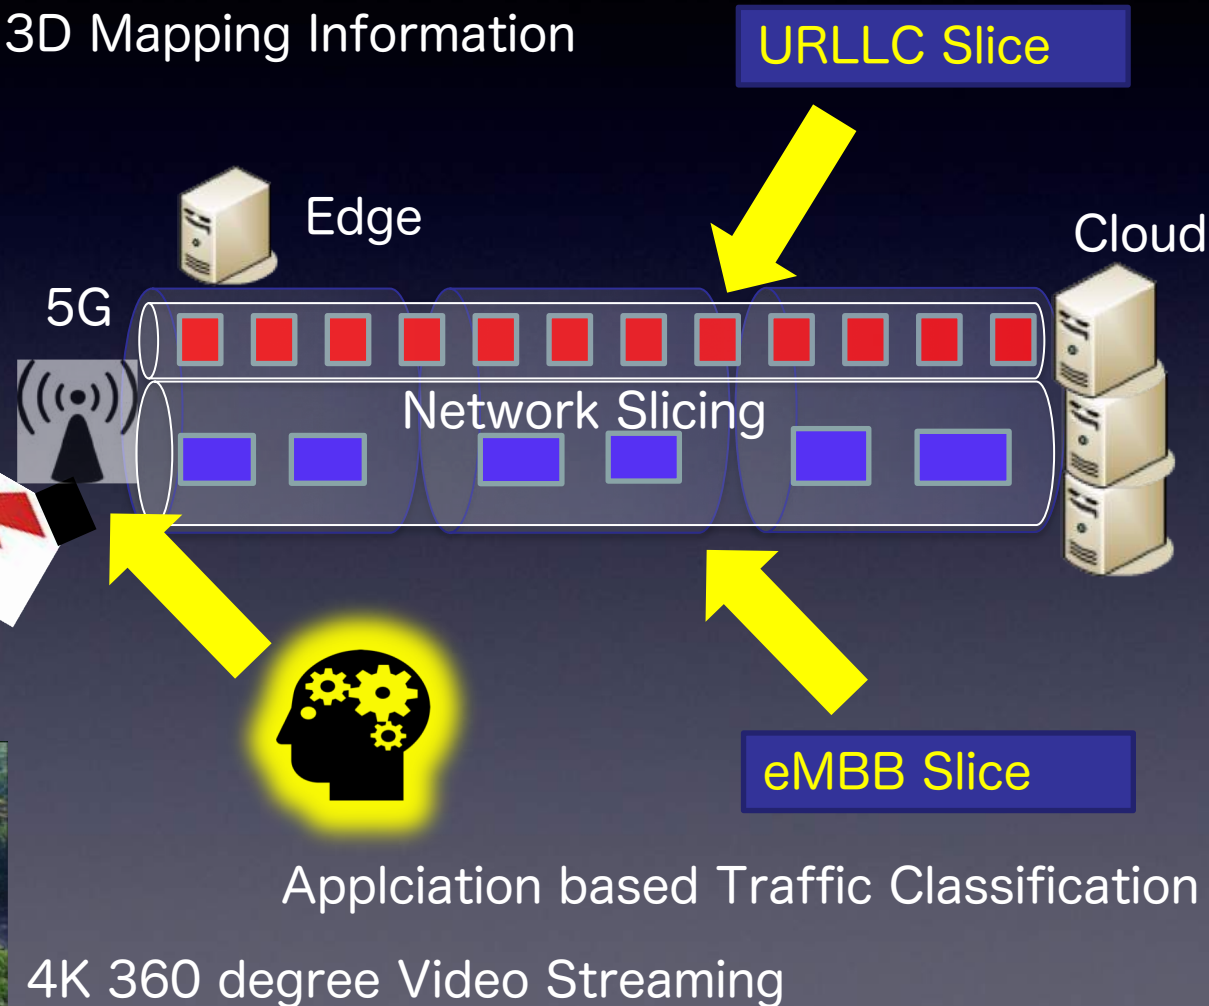 3D Mapping Information
URLLC Slice
Edge
Cloud
5G
Network Slicing
eMBB Slice
Applciation based Traffic Classification
4K 360 degree Video Streaming